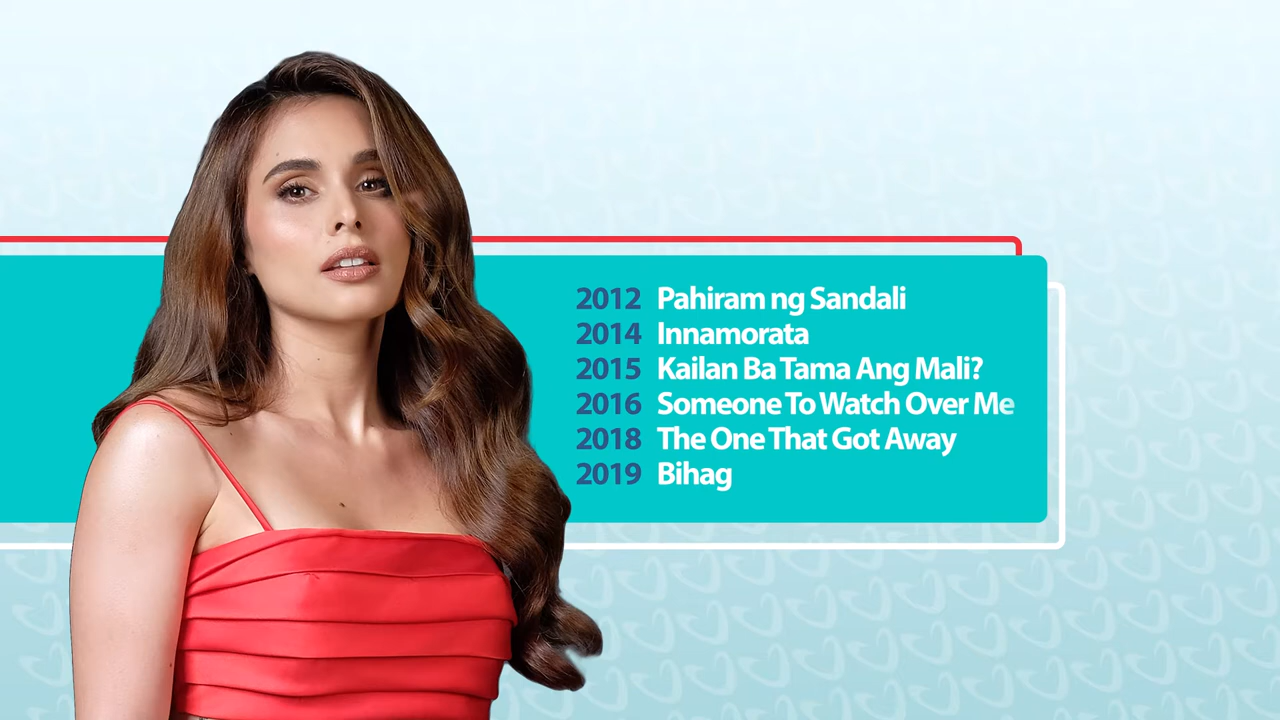 2012 Pahiram ng Sandali
2014 Innamorata
2015 Kailan Ba Tama Ang Mali?
2016 Someone To Watch Over Me
2018 The One That Got Away
2019 Bihag